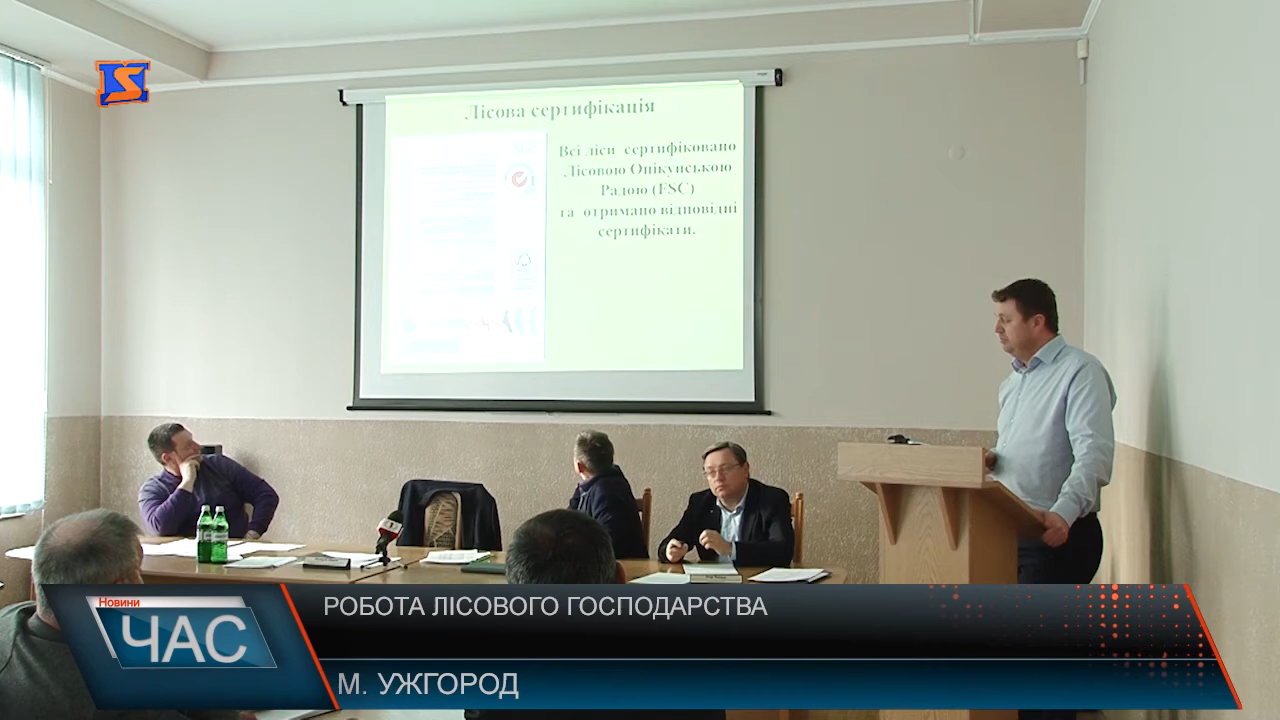 Лісова сертифікація
Всі ліси сертифіковано
Лісовою Опікунською
Радою (FSC)
та отримано відповідні
сертифікати.
Новини
ЧАС
РОБОТА ЛІСОВОГО ГОСПОДАРСТВА
М. УЖГОРОД